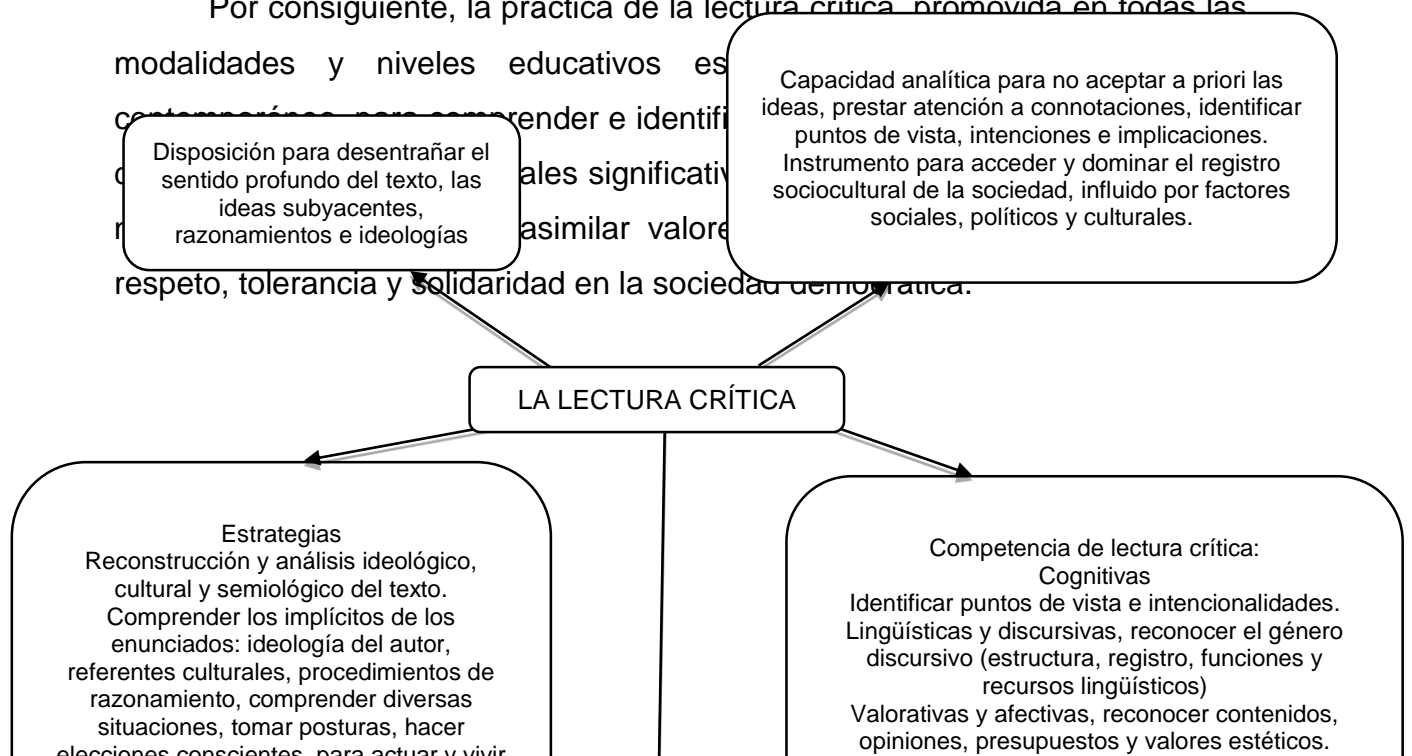 Por consiguiente, la práctica de la lectura crítica, promovida en todas las
modalidades y niveles educativos es
para comprender e identifi
ales significativ
asimilar valore
respeto, tolerancia y solidaridad en la sociedad democrática.
Disposición para desentrañar el
sentido profundo del texto, las
ideas subyacentes,
razonamientos e ideologías
Capacidad analítica para no aceptar a priori las
ideas, prestar atención a connotaciones, identificar
puntos de vista, intenciones e implicaciones.
Instrumento para acceder y dominar el registro
sociocultural de la sociedad, influido por factores
sociales, políticos y culturales.
LA LECTURA CRÍTICA
Estrategias
Reconstrucción y análisis ideológico,
cultural y semiológico del texto.
Comprender los implícitos de los
enunciados: ideología del autor,
referentes culturales, procedimientos de
razonamiento, comprender diversas
situaciones, tomar posturas, hacer
elecciones conscientes, para actuar y vivir
Competencia de lectura crítica:
Cognitivas
Identificar puntos de vista e intencionalidades.
Lingüísticas y discursivas, reconocer el género
discursivo (estructura, registro, funciones y
recursos lingüísticos)
Valorativas y afectivas, reconocer contenidos,
opiniones, presupuestos y valores estéticos.